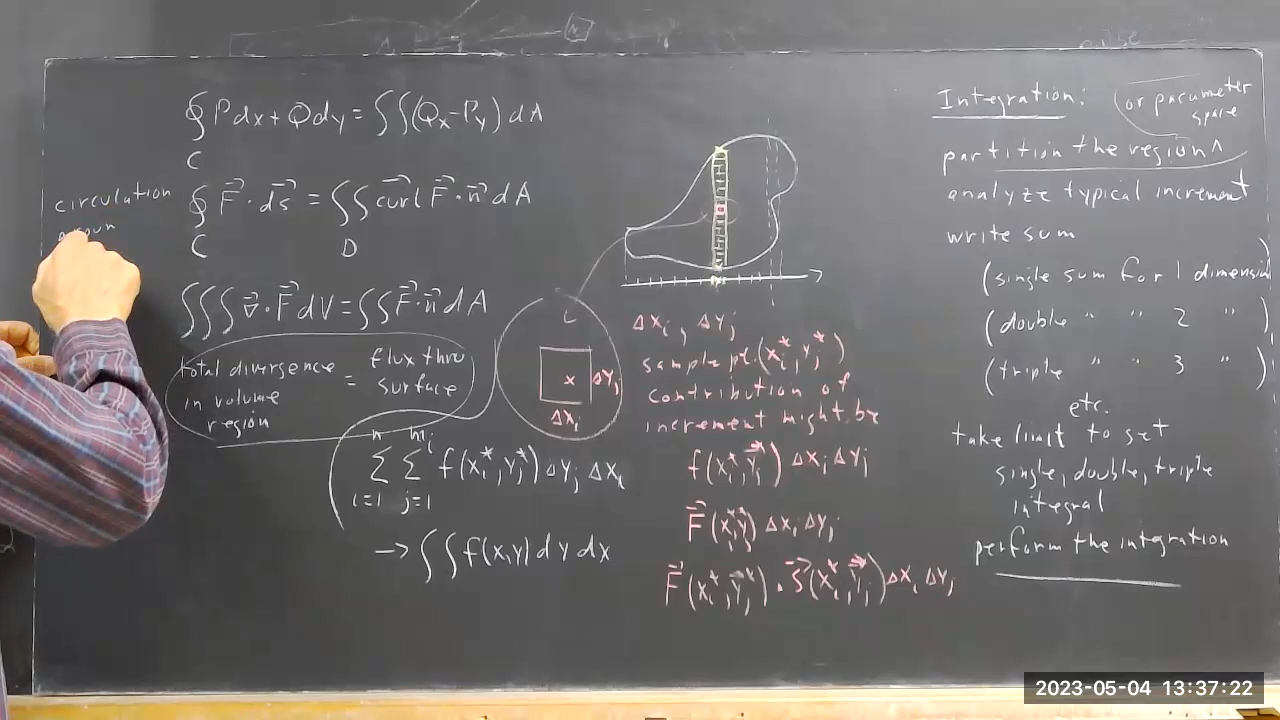 ∮ Pdx + Qdy = ∫∫(Qx - Py) dA
C
circulation
∮ F⃗ · ds⃗ = ∫∫ curl F⃗ · n⃗ dA
C D
∫∫∫ ∇⃗ · F⃗ dV = ∫∫ F⃗ · n⃗ dA
total divergence = flux thru
in volume surface
region
n mi
Σ Σ f(xi*, yj*) Δyj Δxi
i=1 j=1
→ ∫∫ f(x,y) dy dx
ΔYj
ΔXi
ΔXi, ΔYj
sample pt. (xi*, yj*)
contribution of
increment might be
f(xi*, yj*) ΔXi ΔYj
F⃗(xi*, yj*) ΔXi ΔYj
F⃗(xi*, yj*) · S⃗(xi*, yj*) ΔXi ΔYj
Integration: (or parameter
space
partition the region ^
analyze typical increment
write sum
(single sum for 1 dimension)
(double " " 2 ")
(triple " " 3 ")
etc.
take limit to get
single, double, triple
integral
perform the integration
2023-05-04 13:37:22